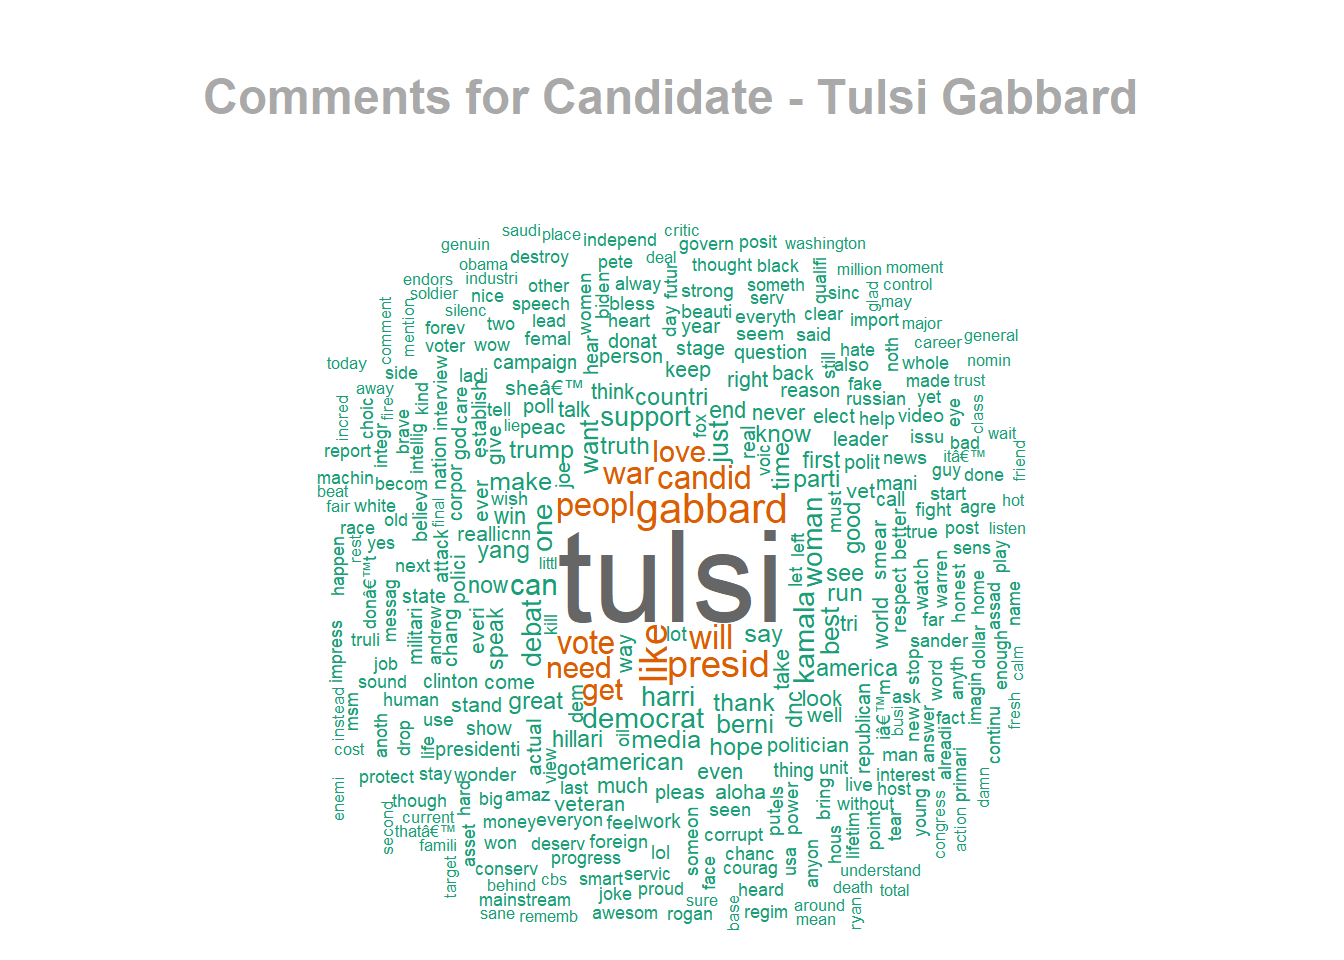 Comments for Candidate - Tulsi Gabbard
saudi place independ critic govern posit washington
genuin destroy pete deal thought black qualifi million moment
obama industri other women biden alway day futur strong someth serv sinc glad control
endors soldier nice speech bless beauti everyth clear may
comment mention silenc forev two lead heart year import major general
voter wow femal hear donat stage seem said still hate noth career
today side ladi campaign person keep question also whole nomin
away firey kind interview care establish sheâ€™ think countri right back reason fake made trust
incred choic brave intellig nation god tell poll talk support end never elect russian yet eye class
integr give lie peac want truth fox just real know help video issu wait
report trump love voic time leader bad itâ€™ friend
machin becom corpor ever make joe war candid first polit news guy done
beat believ final wish peopl gabbard parti vet mani start hot
fair white win one must call fight agre
race old attack reallicnn tulsi left woman good smear better true post listen
rest yes polici yang littl let see respect watch warren sens play
happen donâ€™t next now can run honest assad
messag state kill kamala best world far home name
truli militari andrew chang everi speak debat vote way like lot will say tri sander dollar
impress job need presid take america stop word anyth imagin enough calm
sound clinton come get republican iâ€™m ask
instead msm human stand great dem harri thank dnc look new busi fact continu fresh
anoth drop use show actual democrat berni well answer alreadi
cost life presidenti hillari oil media hope politician man primari
protect stay wonder view got american even thing unit interest damn
enemi though hard big amaz last much pleas aloha putels power bring live host young congress
second current asset veteran seen without action
thatâ€™ money everyon feel work someon corrupt hous lifetim point tear
famili won deserv foreign lol chanc usa anyon
target conserv progress servic face courag understand
behind cbs smart proud heard death total
mainstream joke sure base around ryan
sane rememb awesom rogan regim mean